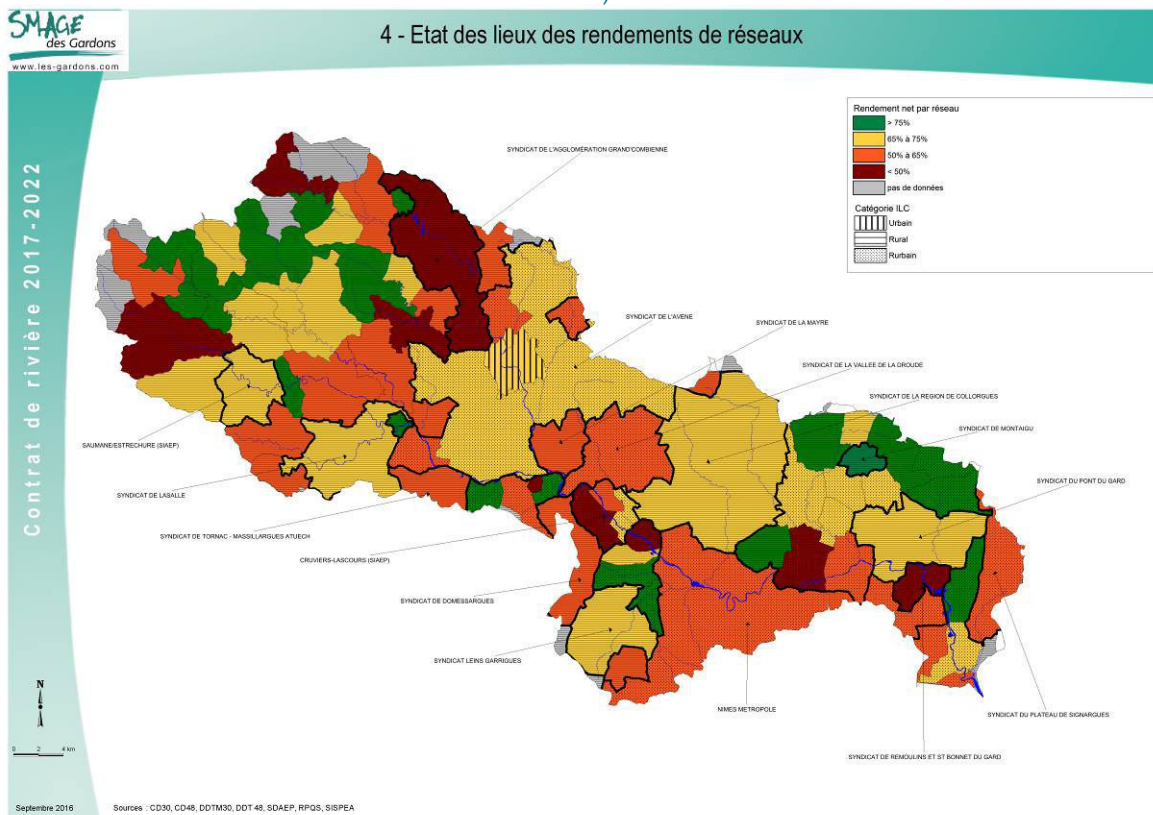 SMAGE
des Gardons
www.les-gardons.com
4 - Etat des lieux des rendements de réseaux
Contrat de rivière 2017-2022
Rendement net par réseau
> 75%
65% à 75%
50% à 65%
< 50%
pas de données
Catégorie ILC
Urbain
Rural
Rurbain
SYNDICAT DE L'AGGLOMÉRATION GRAND'COMBIENNE
SYNDICAT DE L'AVENE
SYNDICAT DE LA MAYRE
SYNDICAT DE LA VALLEE DE LA DROUDE
SYNDICAT DE LA REGION DE COLLORGUES
SYNDICAT DE MONTAIGU
SAUMANE/ESTRECHURE (SIAEP)
SYNDICAT DU PONT DU GARD
SYNDICAT DE LASALLE
SYNDICAT DE TORNAC - MASSILLARGUES ATUECH
CRUVIERS-LASCOURS (SIAEP)
SYNDICAT DE DOMESSARGUES
SYNDICAT LEINS GARRIGUES
NIMES METROPOLE
SYNDICAT DU PLATEAU DE SIGNARGUES
SYNDICAT DE REMOULINS ET ST BONNET DU GARD
N
0 2 4 km
Septembre 2016
Sources : CD30, CD48, DDTM30, DDT 48, SDAEP, RPQS, SISPEA